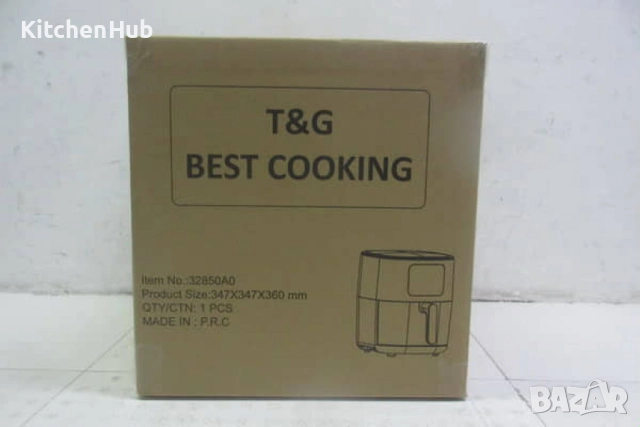 KitchenHub
T&G
BEST COOKING
Item No.:32850A0
Product Size:347X347X360 mm
QTY/CTN: 1 PCS
MADE IN : P.R.C
BAZAR